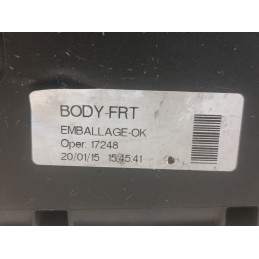 BODY-FRT
EMBALLAGE-OK
Oper. 17248
20/01/15 15.45.41